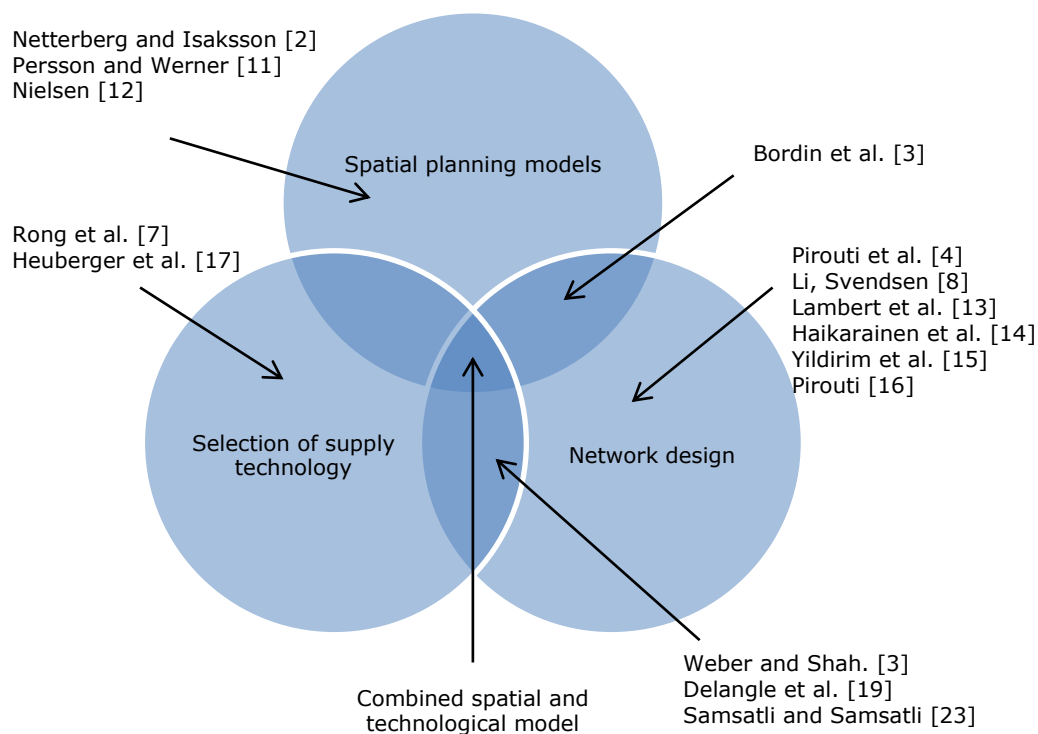 Netterberg and Isaksson [2]
Persson and Werner [11]
Nielsen [12]
Spatial planning models
Bordin et al. [3]
Rong et al. [7]
Heuberger et al. [17]
Pirouti et al. [4]
Li, Svendsen [8]
Lambert et al. [13]
Haikarainen et al. [14]
Yildirim et al. [15]
Pirouti [16]
Selection of supply
technology
Network design
Combined spatial and
technological model
Weber and Shah. [3]
Delangle et al. [19]
Samsatli and Samsatli [23]